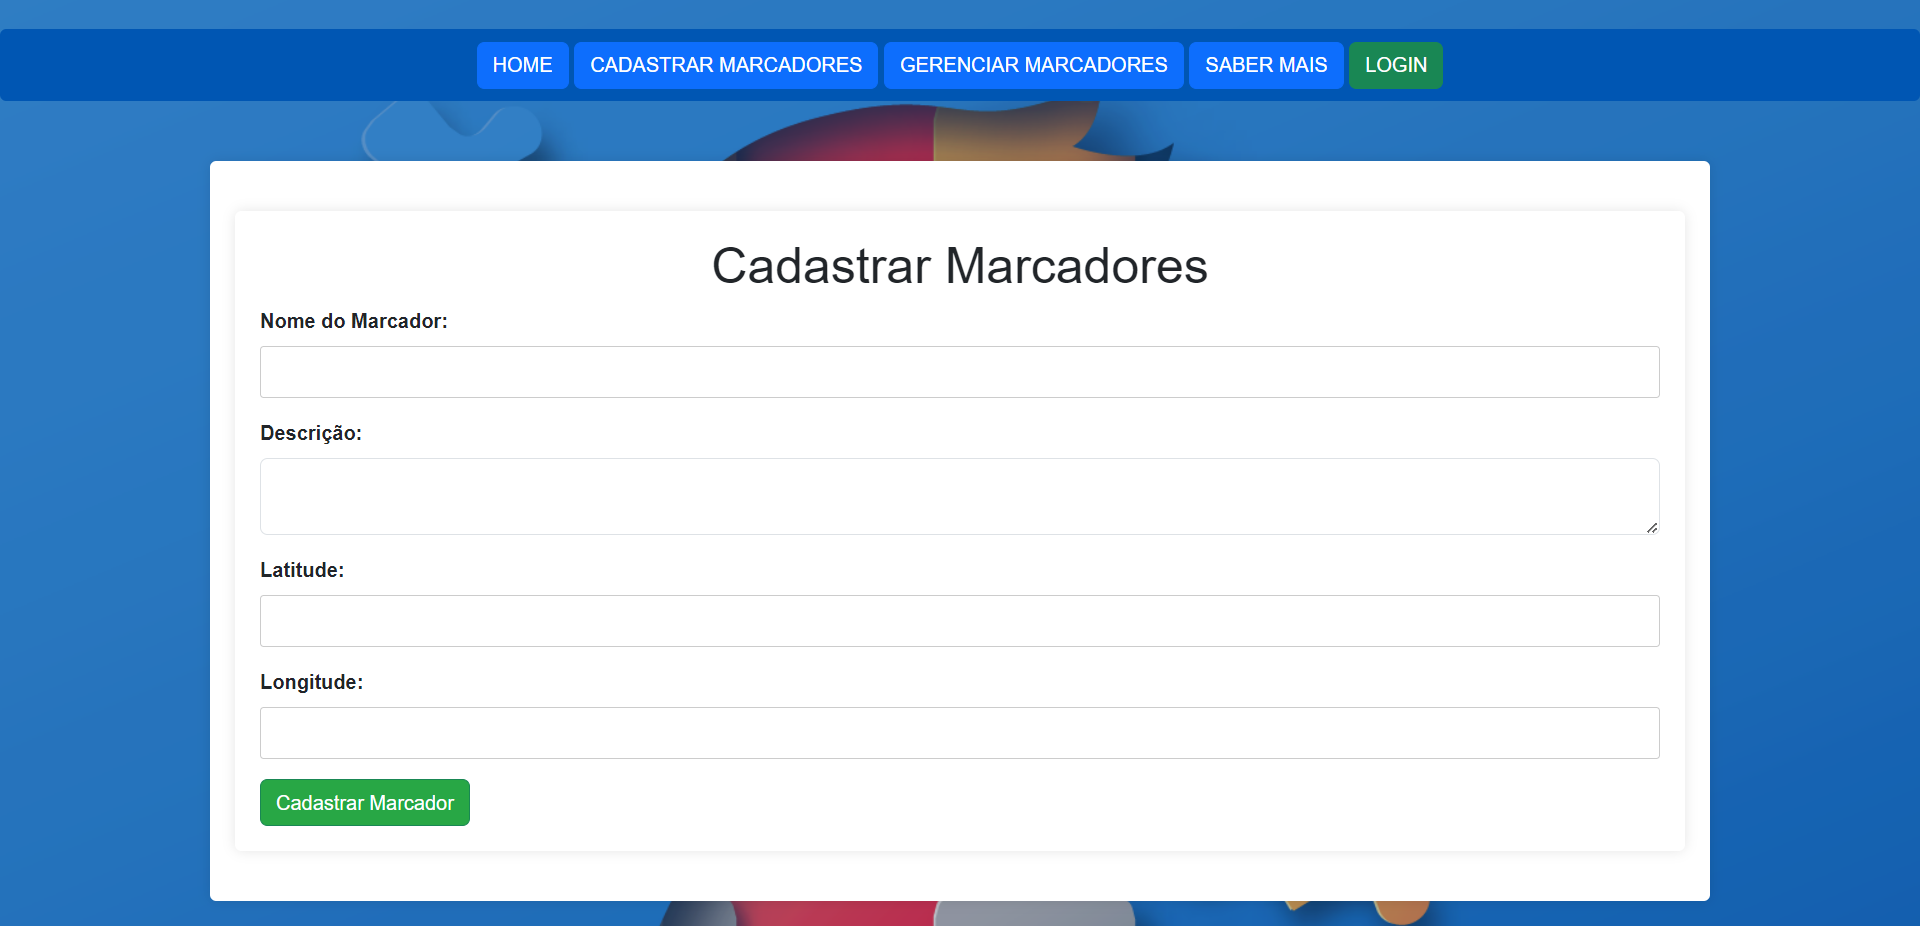 HOME CADASTRAR MARCADORES GERENCIAR MARCADORES SABER MAIS LOGIN
Cadastrar Marcadores
Nome do Marcador:
Descrição:
Latitude:
Longitude:
Cadastrar Marcador